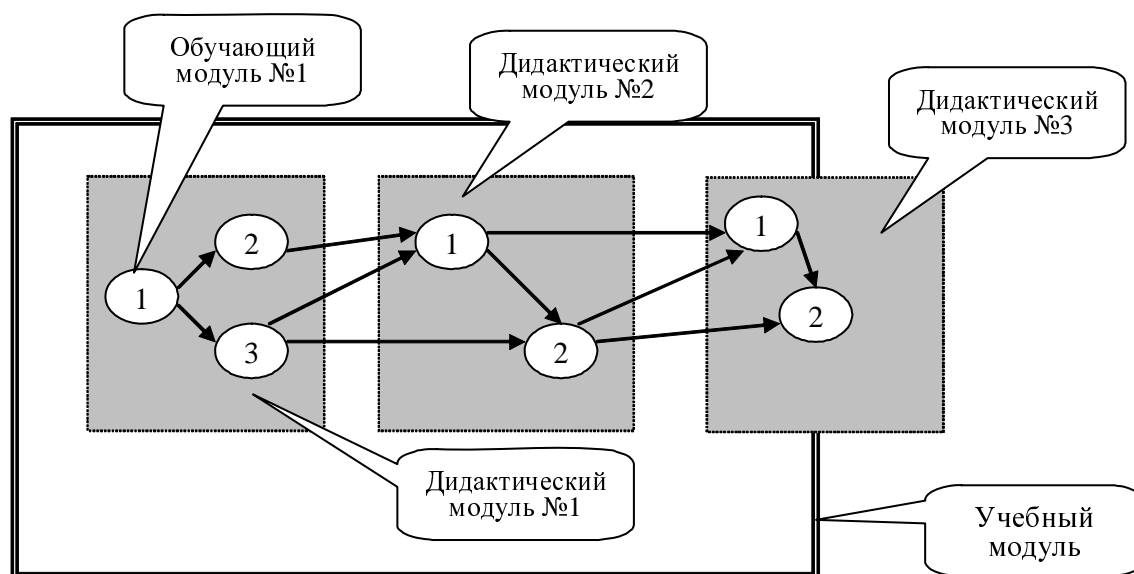 Обучающий
модуль №1
Дидактический
модуль №2
Дидактический
модуль №3
1
2
3
1
2
1
2
Дидактический
модуль №1
Учебный
модуль